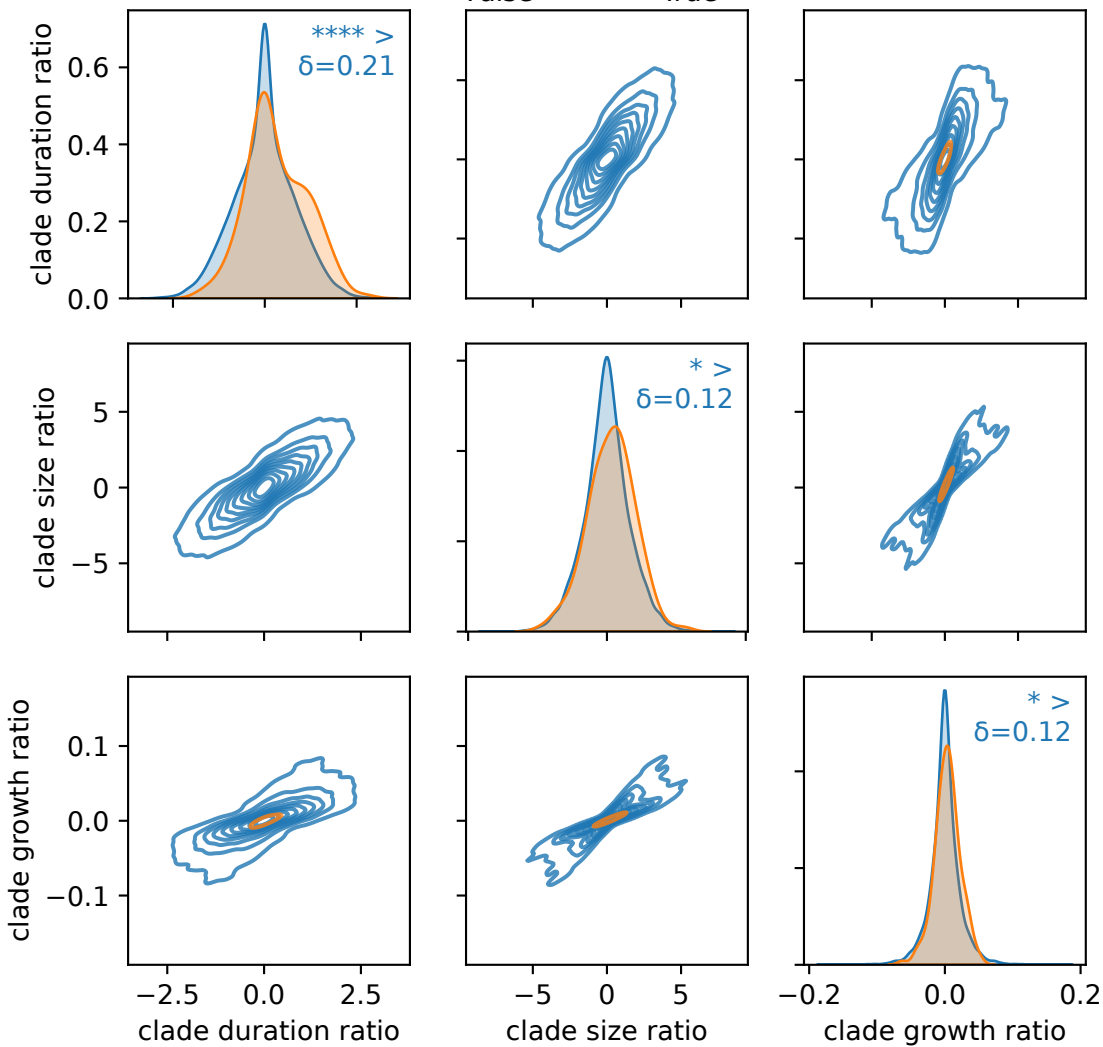 **** >
δ=0.21
clade duration ratio
0.6
0.4
0.2
0.0
* >
δ=0.12
clade size ratio
5
0
−5
* >
δ=0.12
clade growth ratio
0.1
0.0
−0.1
−2.5 0.0 2.5
clade duration ratio
−5 0 5
clade size ratio
−0.2 0.0 0.2
clade growth ratio